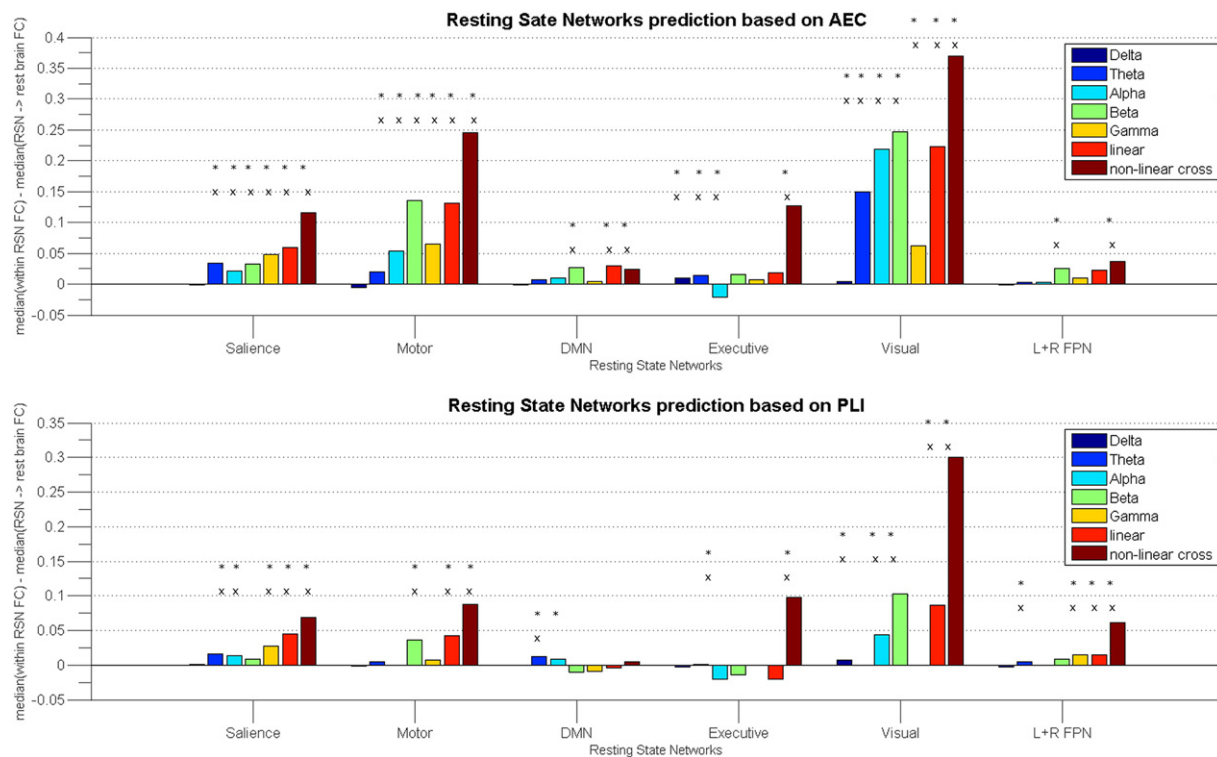 Resting Sate Networks prediction based on AEC
median(within RSN FC) - median(RSN -> rest brain FC)
0.4
0.35
0.3
0.25
0.2
0.15
0.1
0.05
0
-0.05
* * * * * *
x x x x x x
* * * * * *
x x x x x x
* * *
x x x
* * * *
x x x x
* * * * * * *
x x x x x x x
* *
x x
Delta
Theta
Alpha
Beta
Gamma
linear
non-linear cross
Salience Motor DMN Executive Visual L+R FPN
Resting State Networks
Resting State Networks prediction based on PLI
median(within RSN FC) - median(RSN -> rest brain FC)
0.35
0.3
0.25
0.2
0.15
0.1
0.05
0
-0.05
* * * * *
x x x x x
* * *
x x x
* *
x
* *
x x
* * * * *
x x x x x
* * * *
x x x x
Delta
Theta
Alpha
Beta
Gamma
linear
non-linear cross
Salience Motor DMN Executive Visual L+R FPN
Resting State Networks